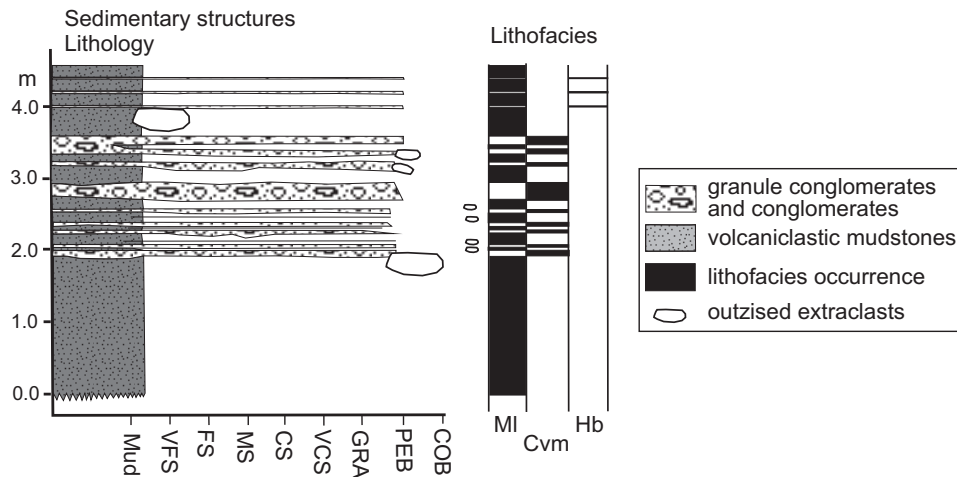 Sedimentary structures
Lithology
Lithofacies
m
4.0
3.0
2.0
1.0
0.0
Mud
VFS
FS
MS
CS
VCS
GRA
PEB
COB
Ml
Cvm
Hb
granule conglomerates
and conglomerates
volcaniclastic mudstones
lithofacies occurrence
outzised extraclasts